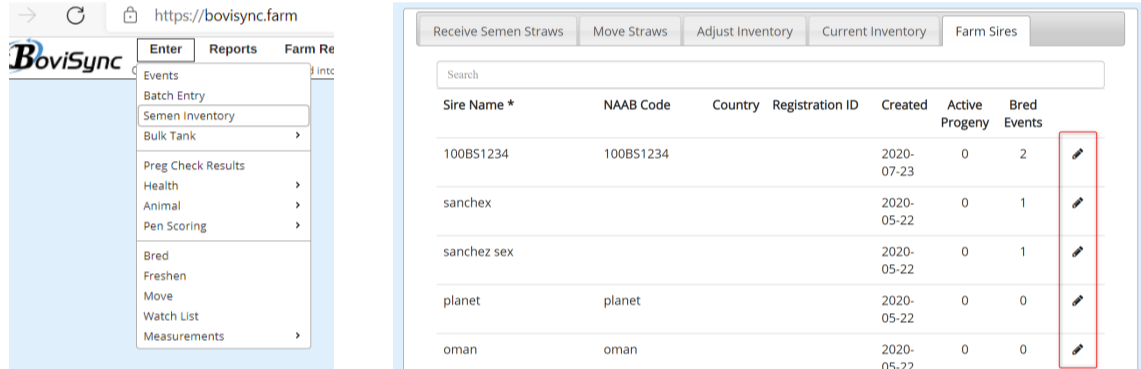 https://bovisync.farm
BoviSync
Enter Reports Farm Re
Events
Batch Entry
Semen Inventory
Bulk Tank
Preg Check Results
Health
Animal
Pen Scoring
Bred
Freshen
Move
Watch List
Measurements
Receive Semen Straws Move Straws Adjust Inventory Current Inventory Farm Sires
Search
Sire Name * NAAB Code Country Registration ID Created Active Progeny Bred Events
100BS1234 100BS1234 2020-07-23 0 2
sanchex 2020-05-22 0 1
sanchez sex 2020-05-22 0 1
planet planet 2020-05-22 0 0
oman oman 2020-05-22 0 0